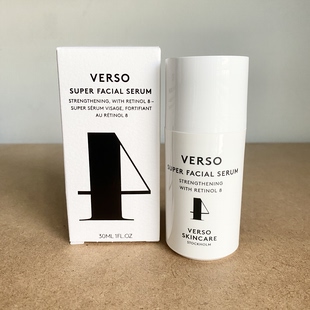 VERSO
SUPER FACIAL SERUM
STRENGTHENING, WITH RETINOL 8 –
SUPER SÉRUM VISAGE, FORTIFIANT
AU RÉTINOL 8
4
30ML 1FL.OZ
VERSO
SUPER FACIAL SERUM
STRENGTHENING
WITH RETINOL 8
4
VERSO
SKINCARE
STOCKHOLM